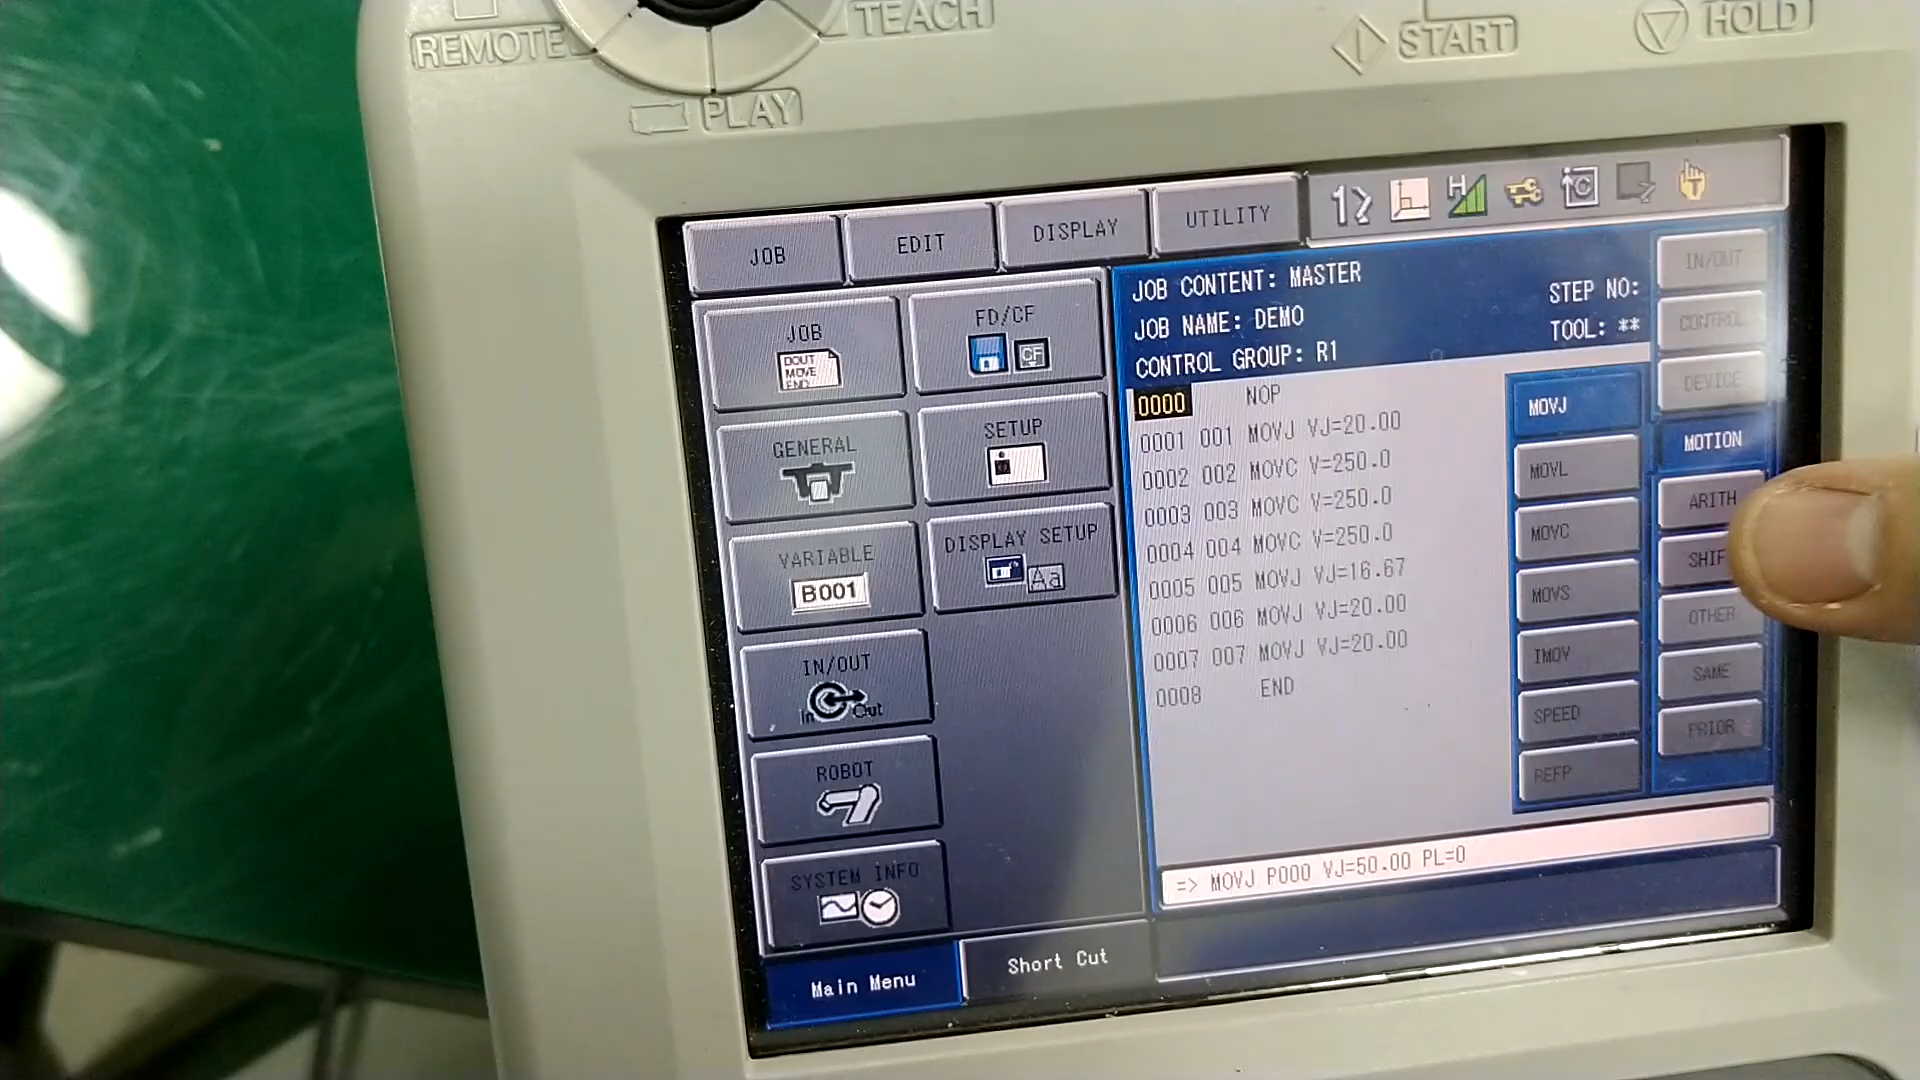 REMOTE
TEACH
PLAY
START
HOLD
JOB
EDIT
DISPLAY
UTILITY
JOB
DOUT
MOVE
END
FD/CF
CF
GENERAL
SETUP
VARIABLE
B001
DISPLAY SETUP
Aa
IN/OUT
In Out
ROBOT
SYSTEM INFO
Main Menu
Short Cut
JOB CONTENT: MASTER
JOB NAME: DEMO
STEP NO:
CONTROL GROUP: R1
TOOL: **
0000 NOP
0001 001 MOVJ VJ=20.00
0002 002 MOVC V=250.0
0003 003 MOVC V=250.0
0004 004 MOVC V=250.0
0005 005 MOVJ VJ=16.67
0006 006 MOVJ VJ=20.00
0007 007 MOVJ VJ=20.00
0008 END
MOVJ
MOVL
MOVC
MOVS
IMOV
SPEED
REFP
IN/OUT
CONTROL
DEVICE
MOTION
ARITH
SHIF
OTHER
SAME
PRIOR
=> MOVJ P000 VJ=50.00 PL=0